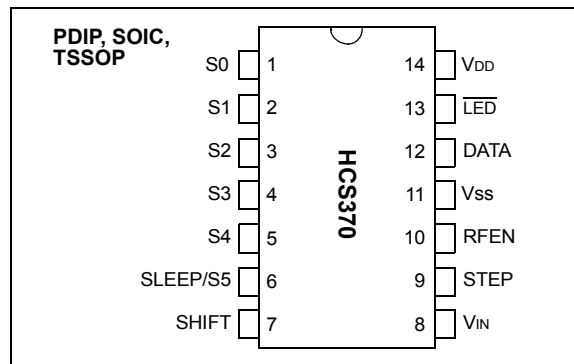 PDIP, SOIC,
TSSOP
S0 1 14 VDD
S1 2 13 LED
S2 3 12 DATA
S3 4 11 Vss
S4 5 10 RFEN
SLEEP/S5 6 9 STEP
SHIFT 7 8 VIN
HCS370